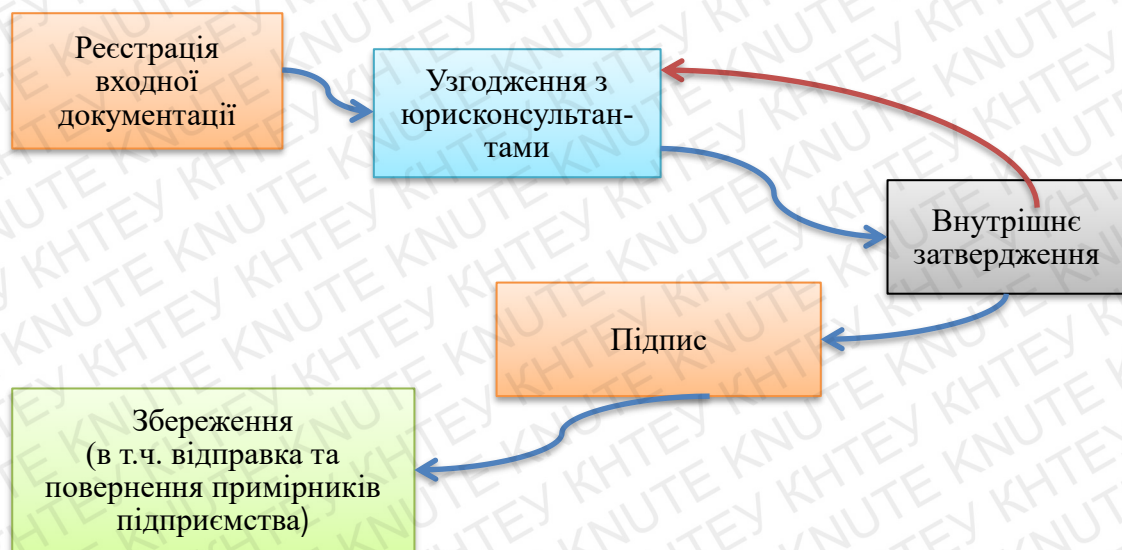 Реєстрація
входної
документації
Узгодження з
юрисконсультан-
тами
Внутрішнє
затвердження
Підпис
Збереження
(в т.ч. відправка та
повернення примірників
підприємства)